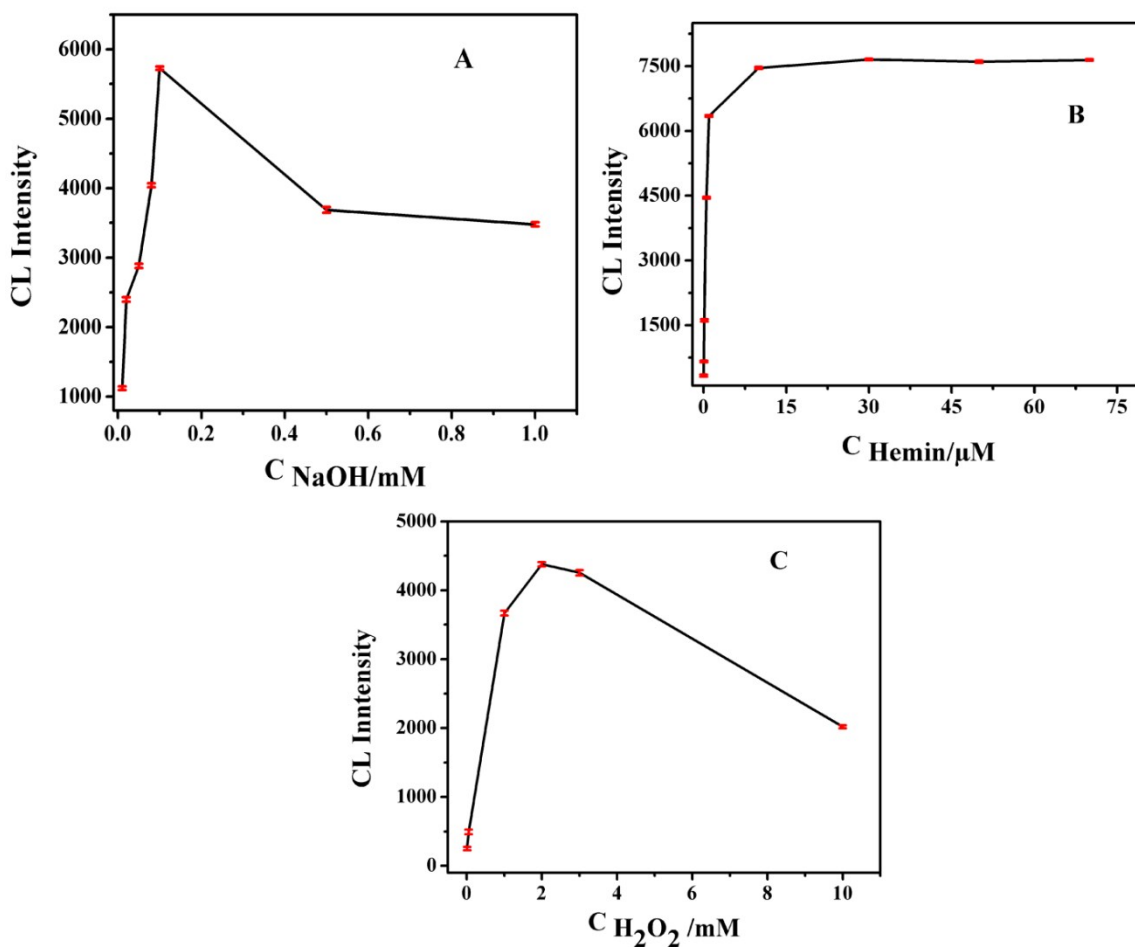 A
CL Intensity
6000
5000
4000
3000
2000
1000
0.0 0.2 0.4 0.6 0.8 1.0
C NaOH/mM
B
CL Intensity
7500
6000
4500
3000
1500
0 15 30 45 60 75
C Hemin/μM
C
CL Inntensity
5000
4000
3000
2000
1000
0
0 2 4 6 8 10
C H₂O₂ /mM